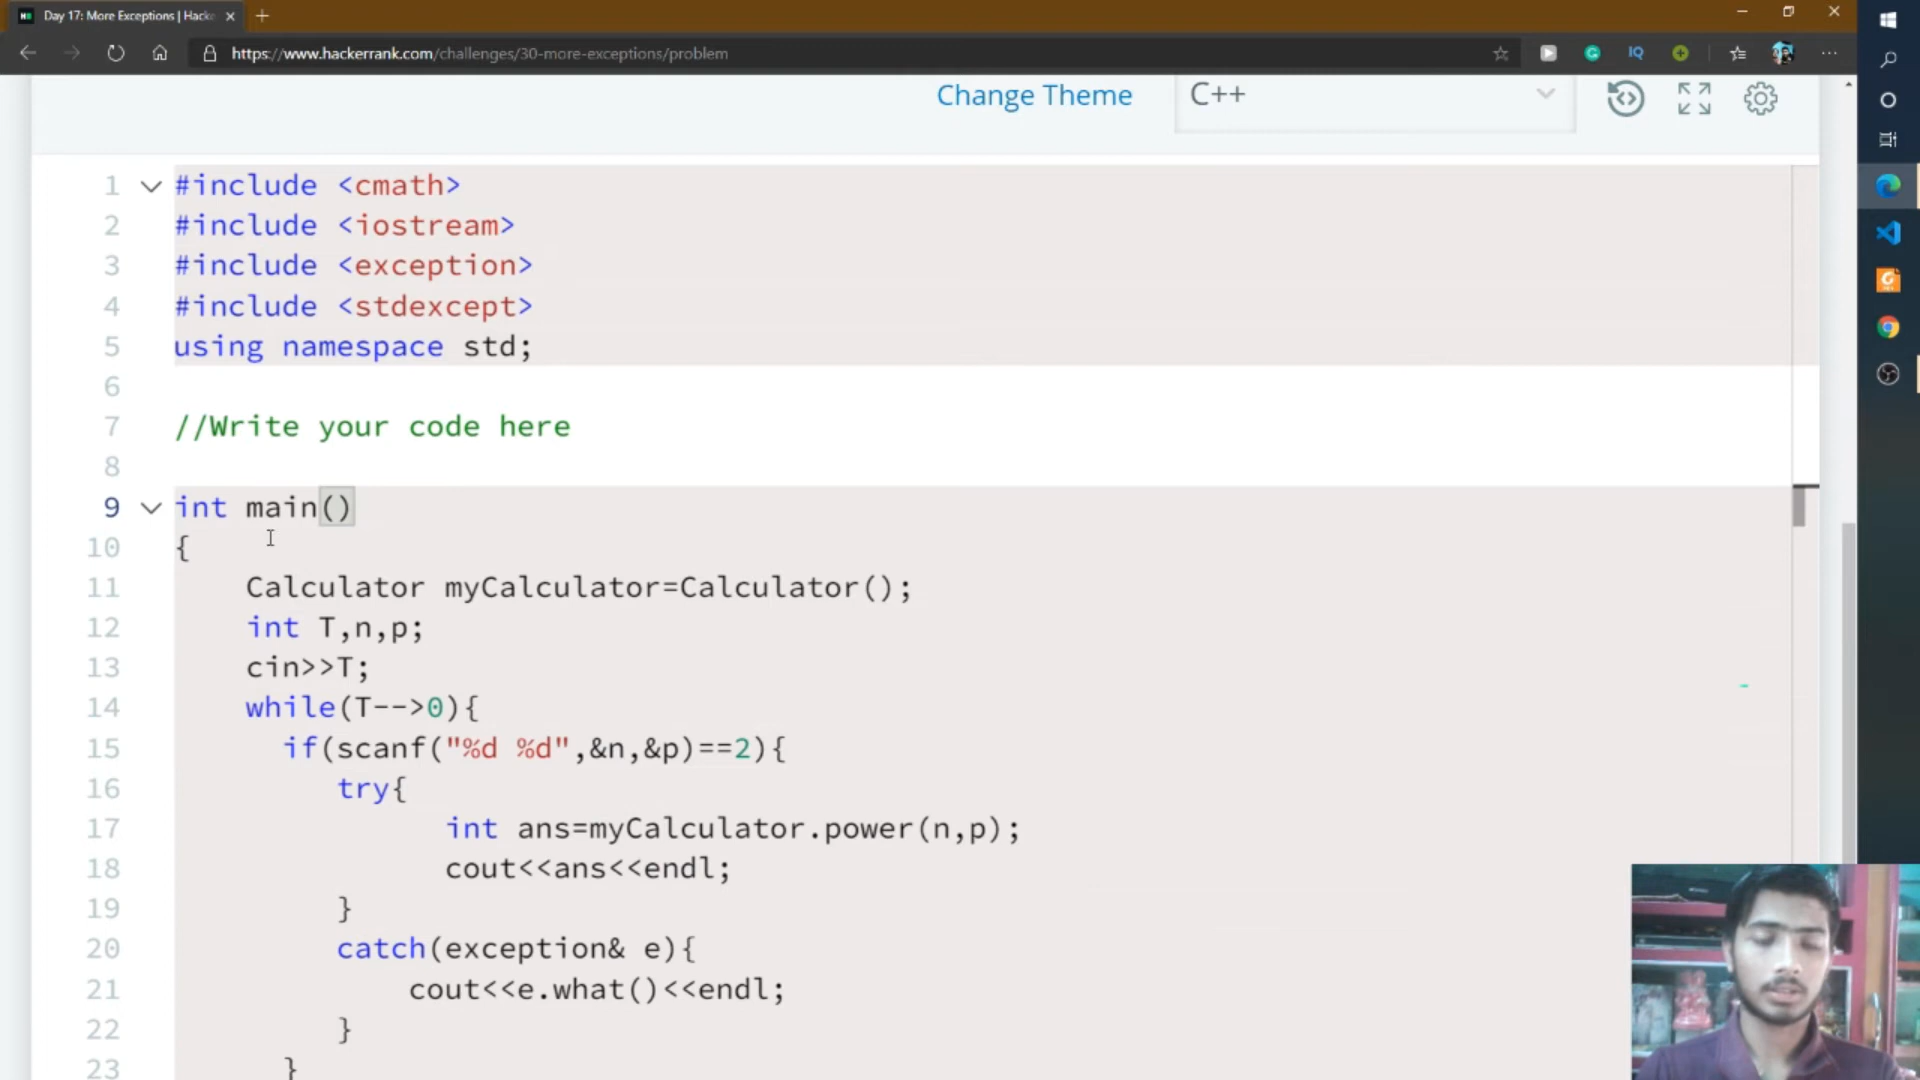 Day 17: More Exceptions | Hacke
https://www.hackerrank.com/challenges/30-more-exceptions/problem
IQ
Change Theme
C++
1 #include <cmath>
2 #include <iostream>
3 #include <exception>
4 #include <stdexcept>
5 using namespace std;
6
7 //Write your code here
8
9 int main()
10 {
11 Calculator myCalculator=Calculator();
12 int T,n,p;
13 cin>>T;
14 while(T-->0){
15 if(scanf("%d %d",&n,&p)==2){
16 try{
17 int ans=myCalculator.power(n,p);
18 cout<<ans<<endl;
19 }
20 catch(exception& e){
21 cout<<e.what()<<endl;
22 }
23 }